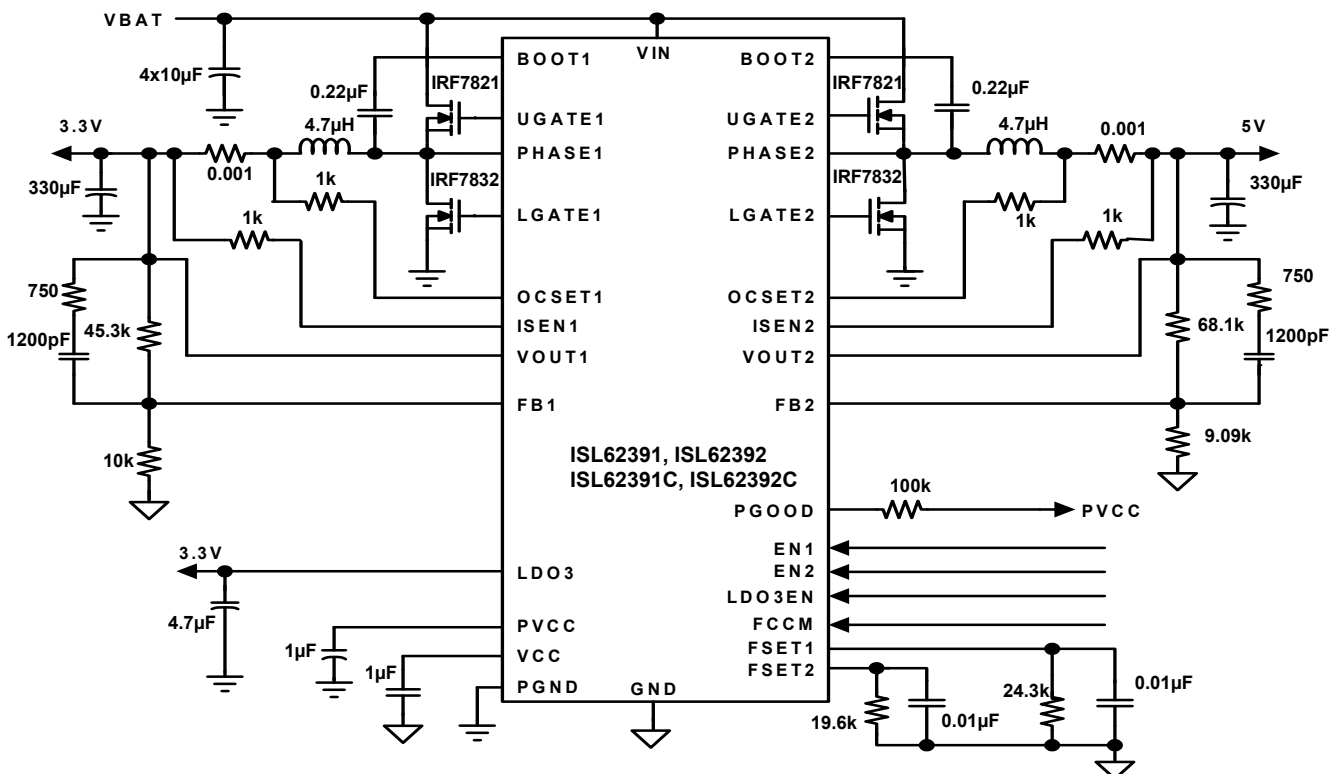 VBAT
VIN
4x10µF
BOOT1
BOOT2
0.22µF
IRF7821
IRF7821
0.22µF
UGATE1
UGATE2
3.3V
4.7µH
4.7µH
0.001
5V
0.001
PHASE1
PHASE2
330µF
1k
IRF7832
IRF7832
1k
330µF
1k
LGATE1
LGATE2
1k
OCSET1
OCSET2
750
750
ISEN1
ISEN2
1200pF
45.3k
68.1k
1200pF
VOUT1
VOUT2
FB1
FB2
10k
9.09k
ISL62391, ISL62392
ISL62391C, ISL62392C
100k
PGOOD
PVCC
3.3V
EN1
LDO3
EN2
LDO3EN
4.7µF
FCCM
PVCC
1µF
FSET1
VCC
FSET2
1µF
PGND
GND
24.3k
0.01µF
19.6k
0.01µF